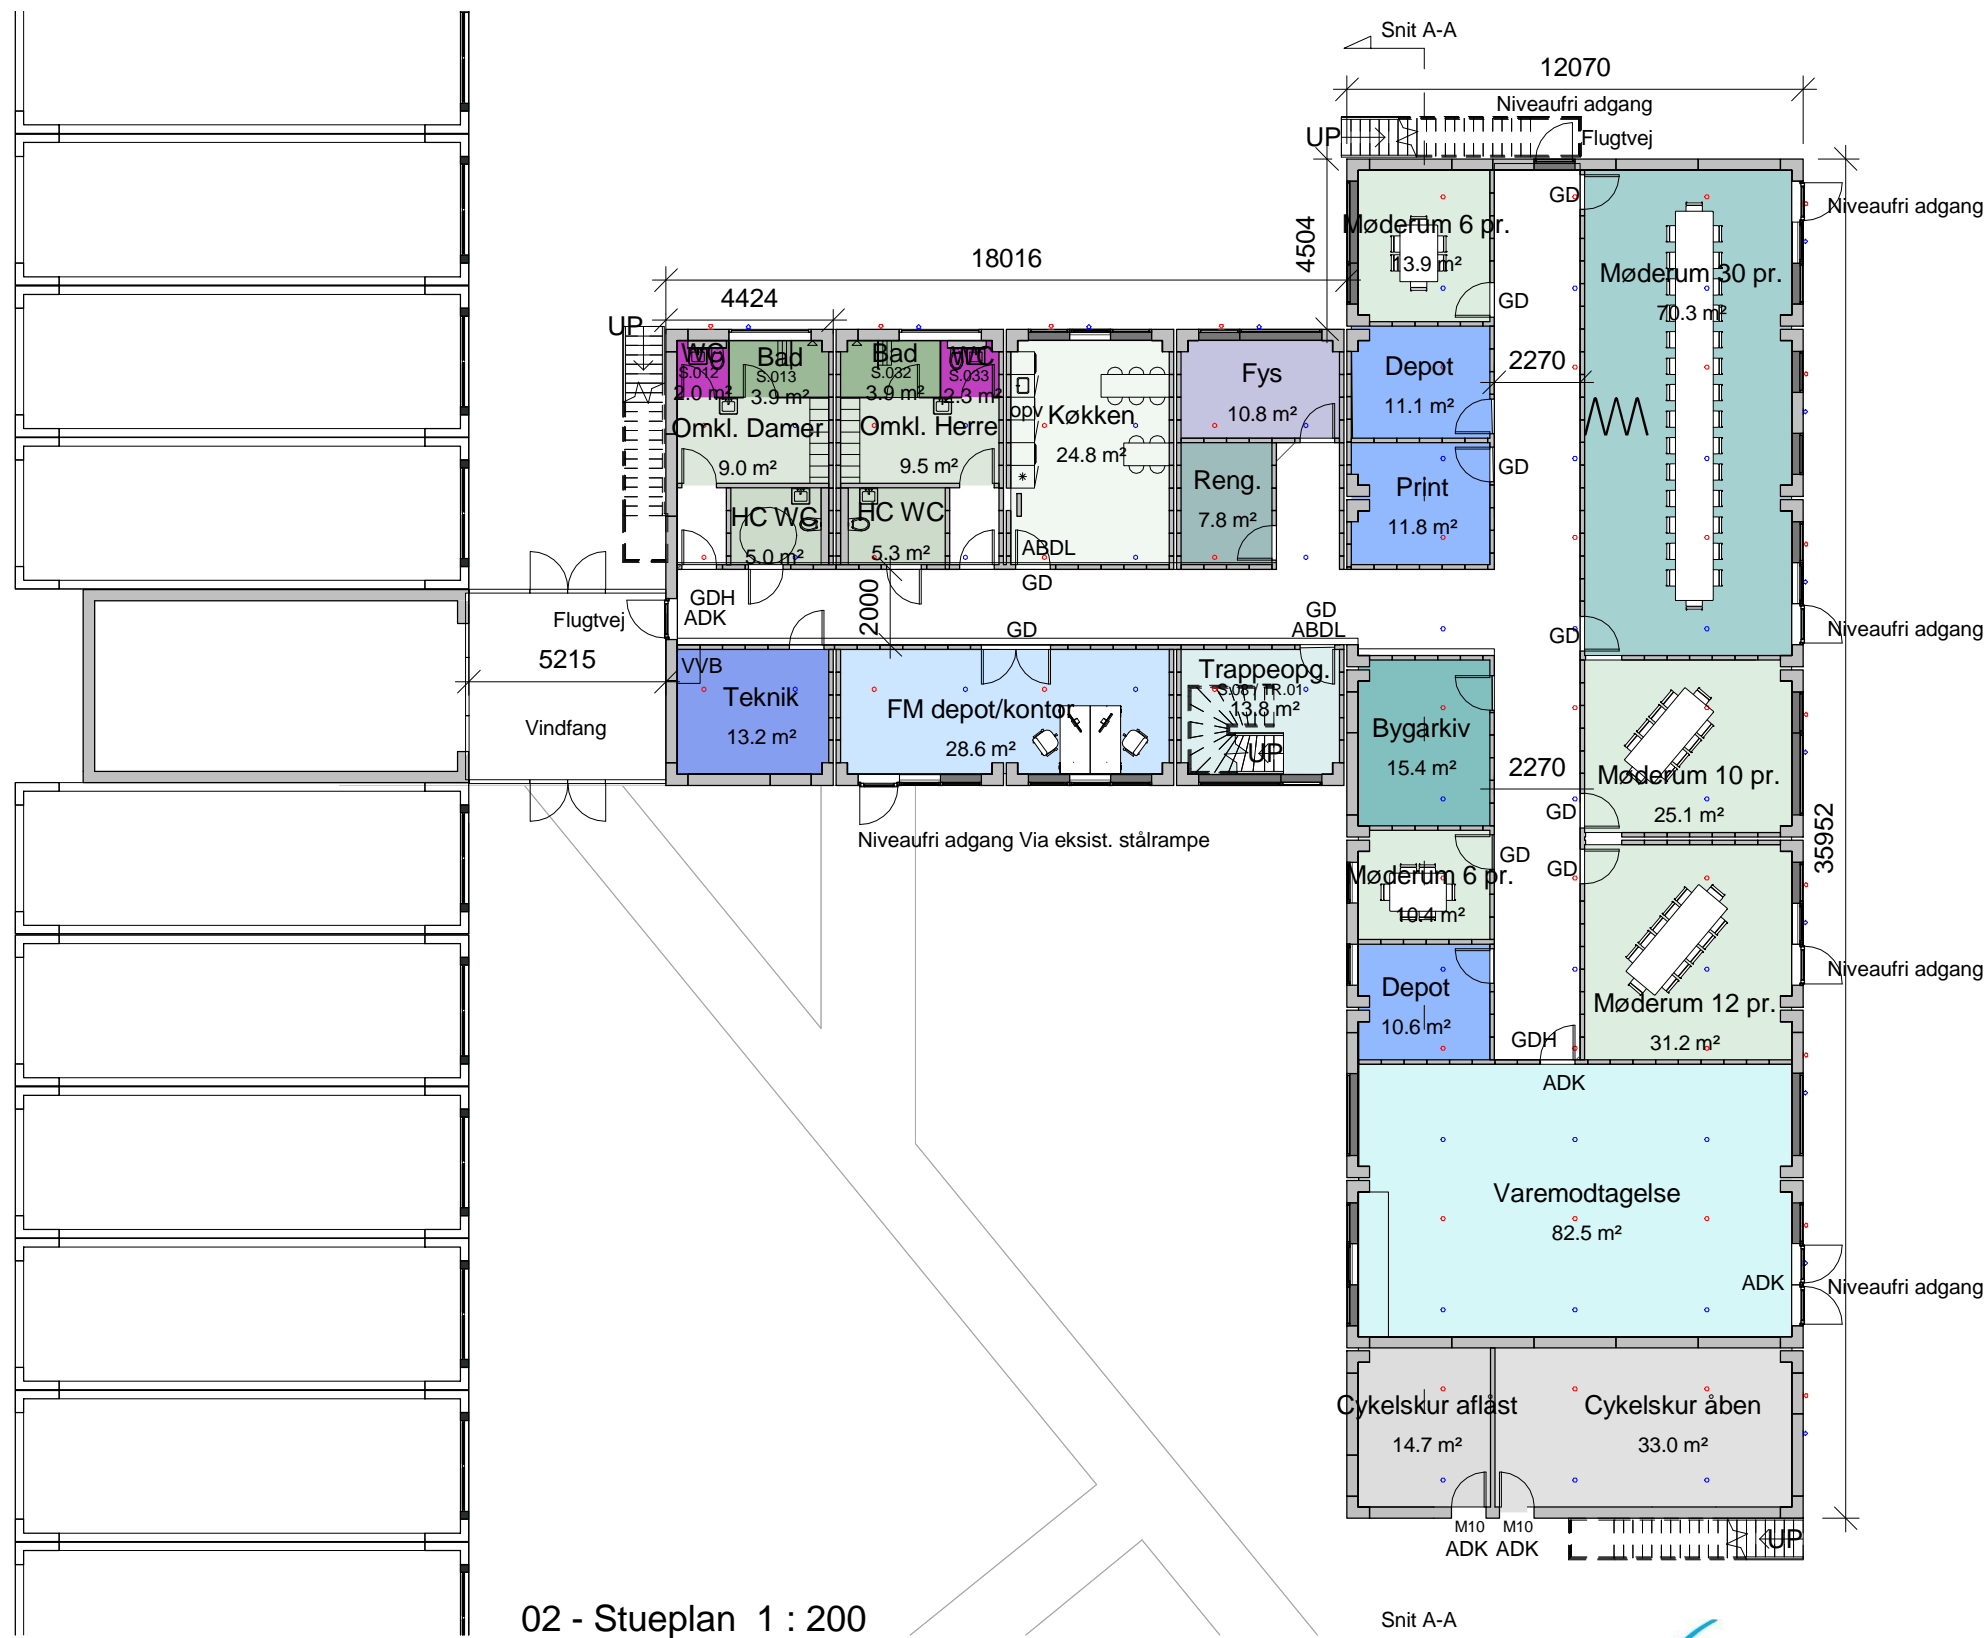 Snit A-A
12070
Niveaufri adgang
UP
Flugtvej
GD
Niveaufri adgang
Møderum 6 pr.
13.9 m²
4504
18016
Møderum 30 pr.
70.3 m²
GD
4424
UP
WC
S.012
2.0 m²
Bad
S.013
3.9 m²
Bad
S.032
3.9 m²
WC
S.033
2.3 m²
Fys
10.8 m²
Depot
11.1 m²
2270
opv
Køkken
24.8 m²
Omkl. Damer
9.0 m²
Omkl. Herre
9.5 m²
Reng.
7.8 m²
GD
Print
11.8 m²
HC WC
5.0 m²
HC WC
5.3 m²
ABDL
GD
GDH
ADK
2000
GD
GD
ABDL
GD
Niveaufri adgang
Flugtvej
5215
VVB
Vindfang
Teknik
13.2 m²
FM depot/kontor
28.6 m²
Trappeopg.
S.08 / TR.01
13.8 m²
UP
Bygarkiv
15.4 m²
2270
Møderum 10 pr.
25.1 m²
GD
Niveaufri adgang Via eksist. stålrampe
35952
GD
GD
Møderum 6 pr.
10.4 m²
Niveaufri adgang
Depot
10.6 m²
Møderum 12 pr.
31.2 m²
GDH
ADK
Varemodtagelse
82.5 m²
ADK
Niveaufri adgang
Cykelskur aflåst
14.7 m²
Cykelskur åben
33.0 m²
M10
ADK
M10
ADK
UP
02 - Stueplan 1 : 200
Snit A-A